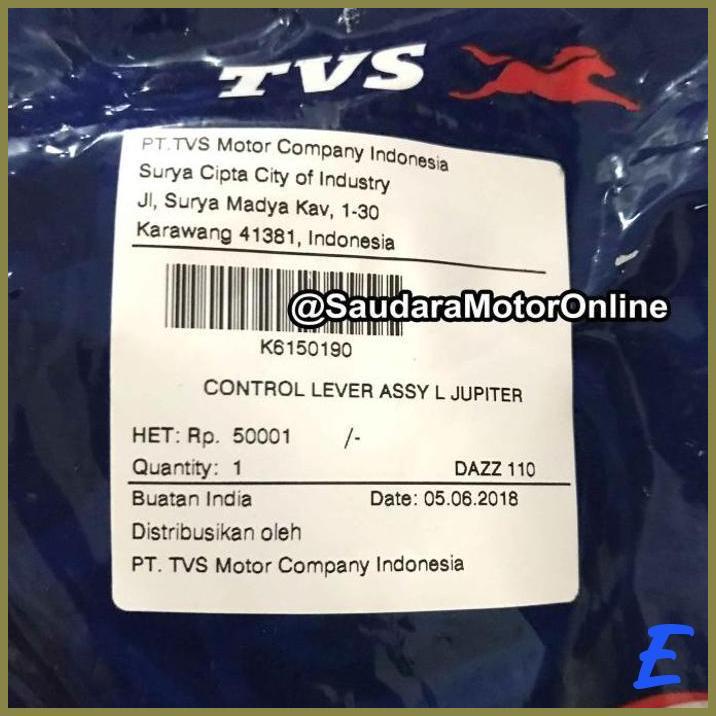 TVS
PT.TVS Motor Company Indonesia
Surya Cipta City of Industry
Jl, Surya Madya Kav, 1-30
Karawang 41381, Indonesia
@SaudaraMotorOnline
K6150190
CONTROL LEVER ASSY L JUPITER
HET: Rp. 50001 /-
Quantity: 1 DAZZ 110
Buatan India Date: 05.06.2018
Distribusikan oleh
PT. TVS Motor Company Indonesia
E